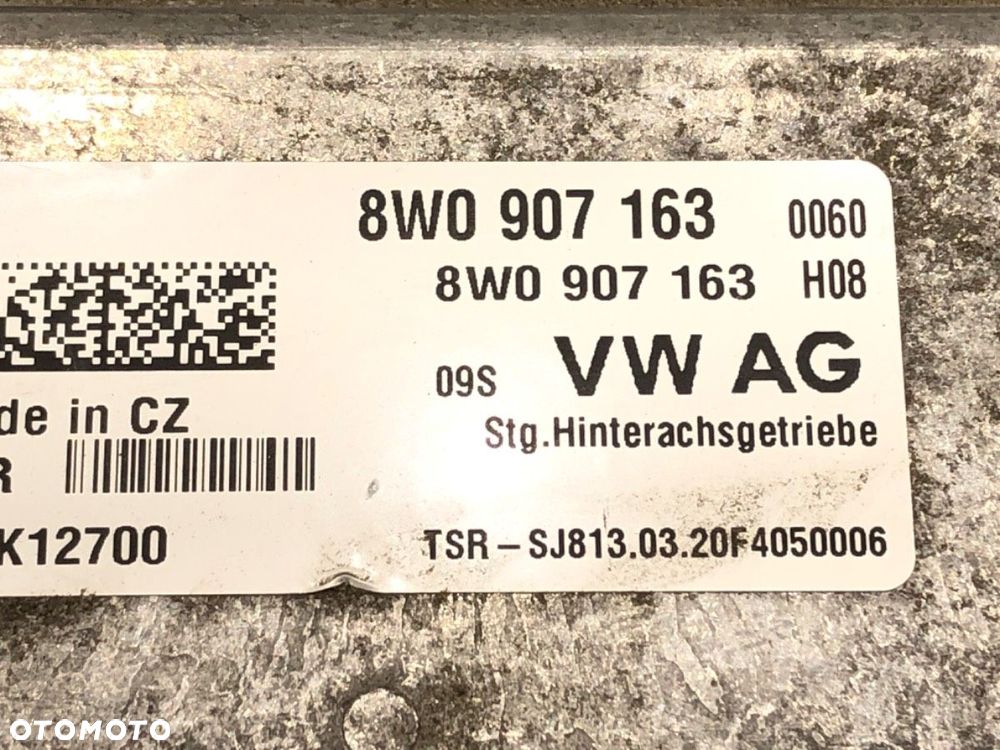 8W0 907 163 0060
8W0 907 163 H08
09S VW AG
Stg.Hinterachsgetriebe
de in CZ
R
K12700
TSR-SJ813.03.20F4050006
OTOMOTO